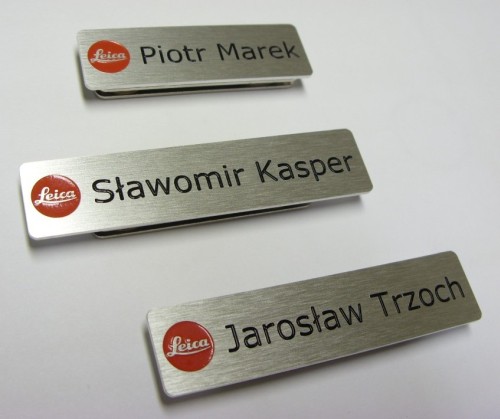 Leica Piotr Marek
Leica Sławomir Kasper
Leica Jarosław Trzoch